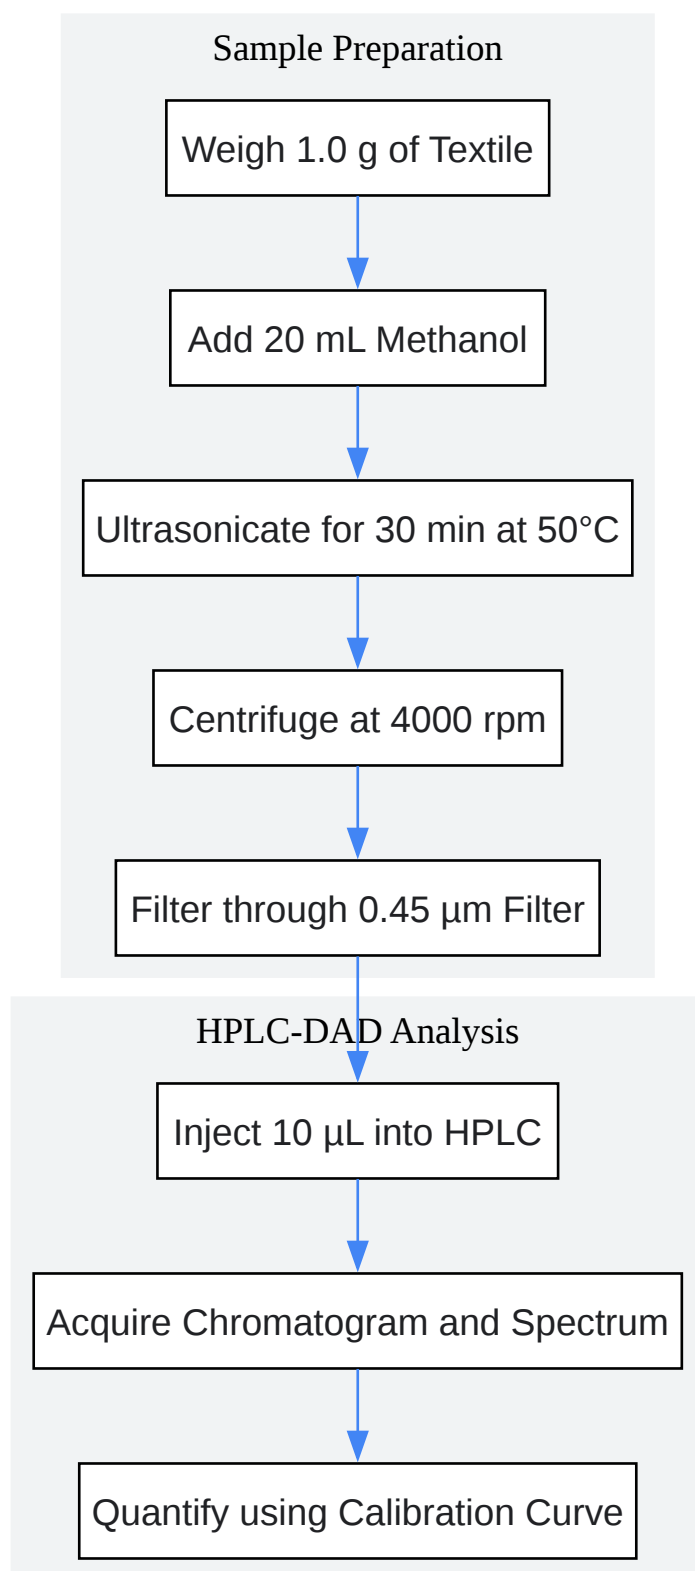 Sample Preparation
Weigh 1.0 g of Textile
Add 20 mL Methanol
Ultrasonicate for 30 min at 50°C
Centrifuge at 4000 rpm
Filter through 0.45 µm Filter
HPLC-DAD Analysis
Inject 10 µL into HPLC
Acquire Chromatogram and Spectrum
Quantify using Calibration Curve